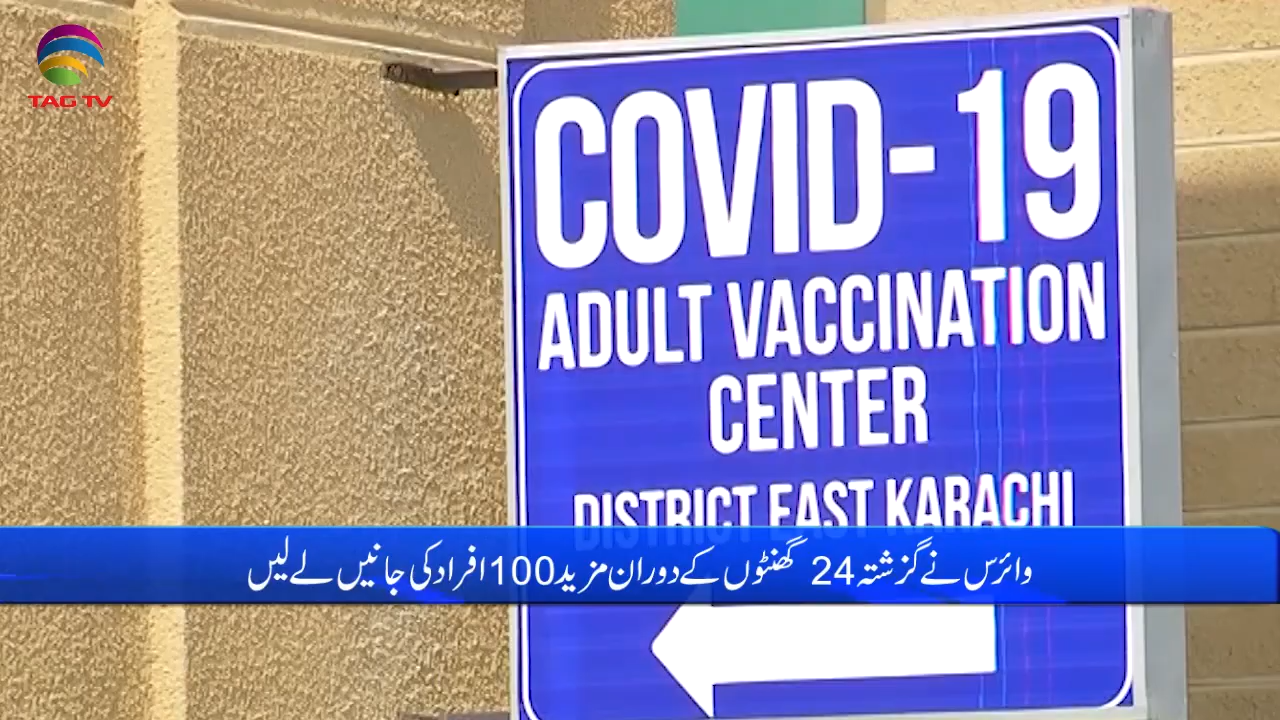 TAG TV
COVID-19
ADULT VACCINATION
CENTER
DISTRICT EAST KARACHI
وائرس نے گزشتہ 24 گھنٹوں کے دوران مزید 100 افراد کی جانیں لے لیں